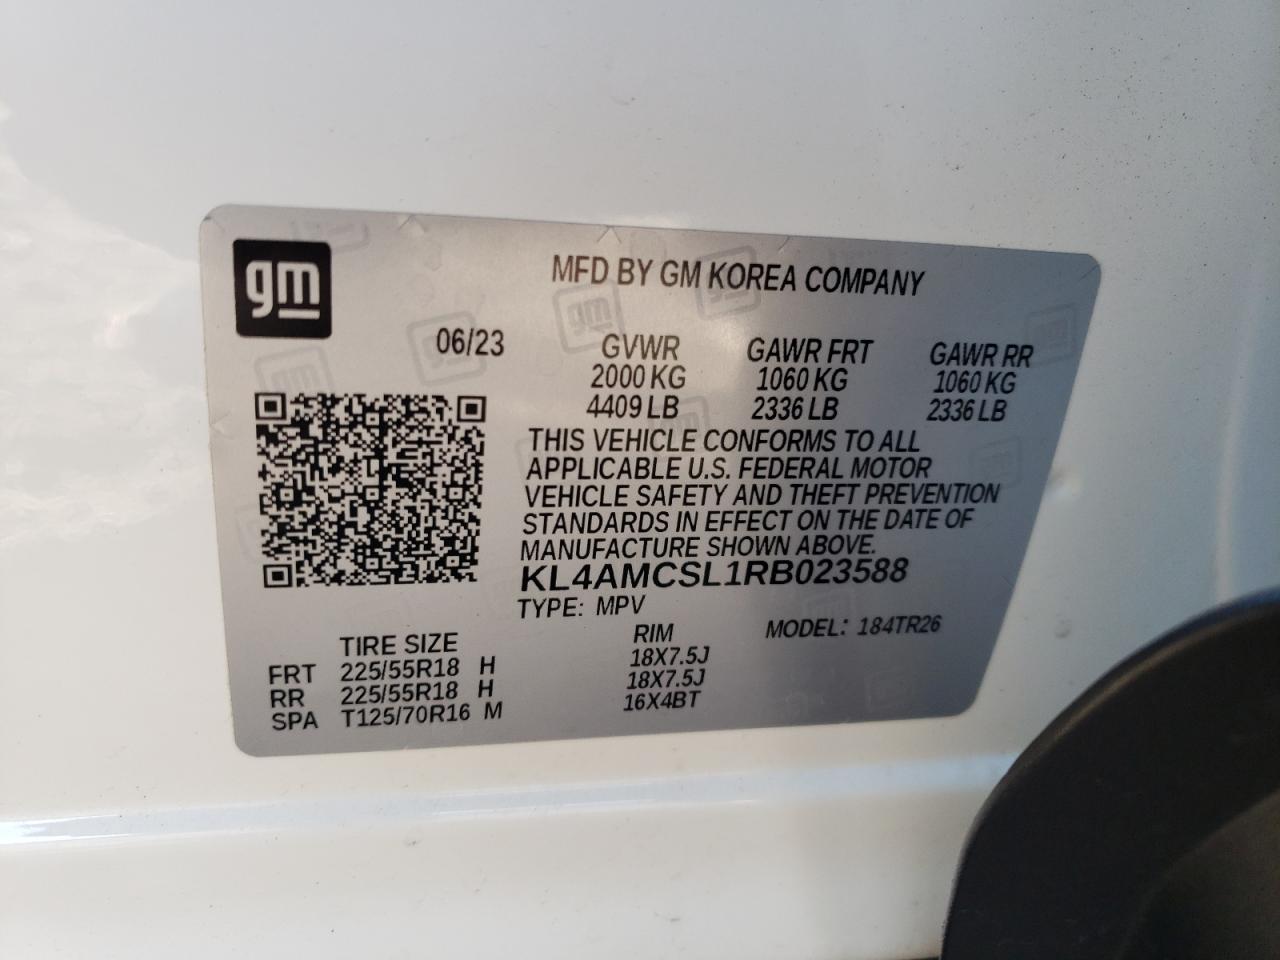 gm
MFD BY GM KOREA COMPANY
06/23 GVWR GAWR FRT GAWR RR
2000 KG 1060 KG 1060 KG
4409 LB 2336 LB 2336 LB
THIS VEHICLE CONFORMS TO ALL
APPLICABLE U.S. FEDERAL MOTOR
VEHICLE SAFETY AND THEFT PREVENTION
STANDARDS IN EFFECT ON THE DATE OF
MANUFACTURE SHOWN ABOVE.
KL4AMCSL1RB023588
TYPE: MPV MODEL: 184TR26
TIRE SIZE RIM
FRT 225/55R18 H 18X7.5J
RR 225/55R18 H 18X7.5J
SPA T125/70R16 M 16X4BT